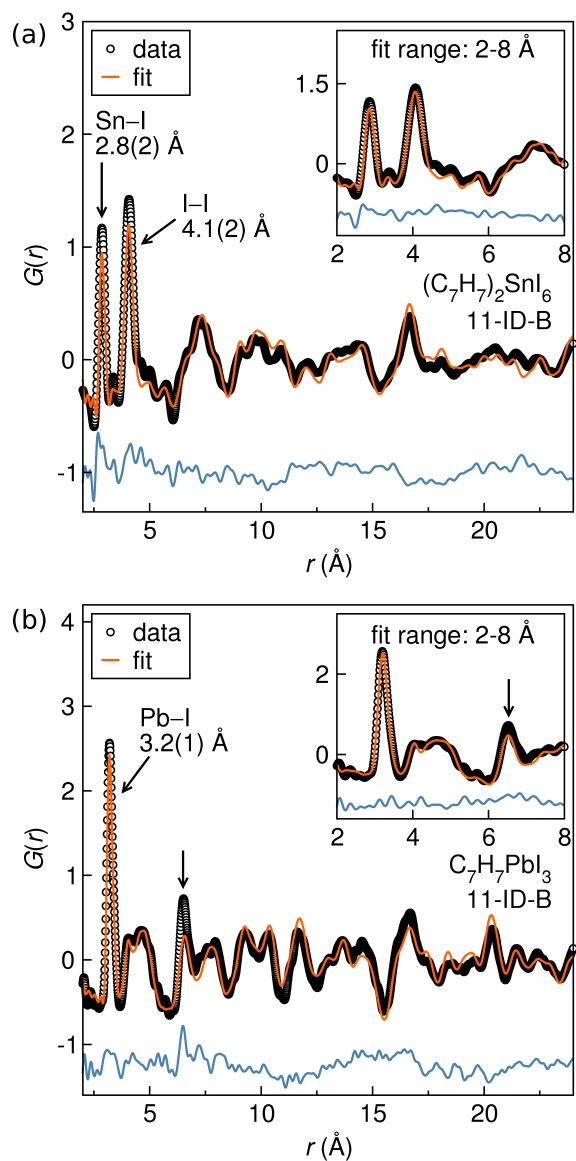 (a)
data
fit
fit range: 2-8 Å
Sn–I
2.8(2) Å
I–I
4.1(2) Å
(C₇H₇)₂SnI₆
11-ID-B
G(r)
3
2
1
0
-1
1.5
0
2 4 6 8
5 10 15 20
r (Å)
(b)
data
fit
fit range: 2-8 Å
Pb–I
3.2(1) Å
C₇H₇PbI₃
11-ID-B
G(r)
4
3
2
1
0
-1
2
0
2 4 6 8
5 10 15 20
r (Å)